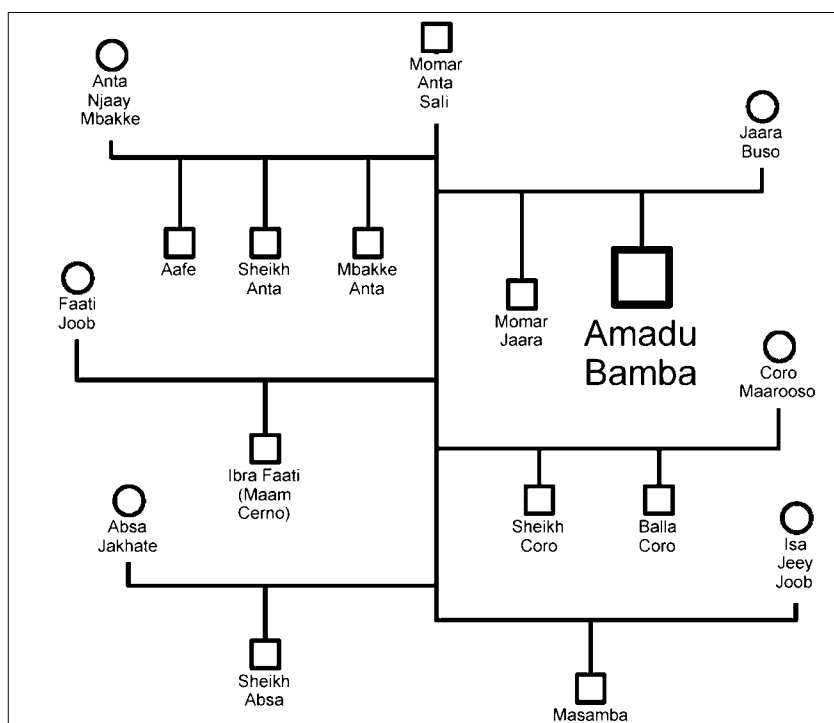 Anta
Njaay
Mbakke
Momar
Anta
Sali
Jaara
Buso
Aafe
Sheikh
Anta
Mbakke
Anta
Momar
Jaara
Amadu
Bamba
Faati
Joob
Coro
Maarooso
Ibra Faati
(Maam
Cerno)
Sheikh
Coro
Balla
Coro
Absa
Jakhate
Isa
Jeey
Joob
Sheikh
Absa
Masamba